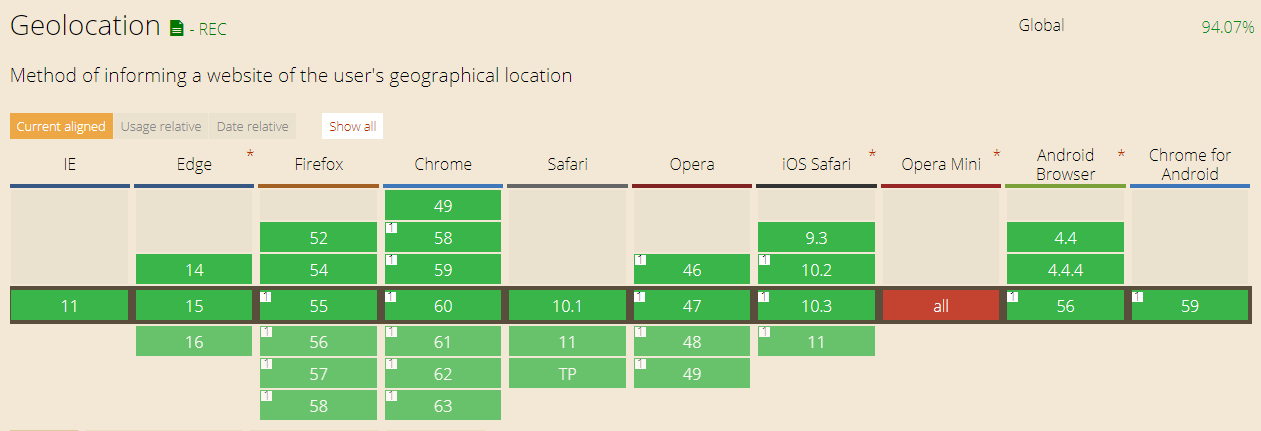 Geolocation - REC Global 94.07%
Method of informing a website of the user's geographical location
Current aligned Usage relative Date relative Show all
IE Edge * Firefox Chrome Safari Opera iOS Safari * Opera Mini * Android Browser * Chrome for Android
49
52 1 58 9.3 4.4
14 54 1 59 1 46 1 10.2 4.4.4
11 15 1 55 1 60 10.1 1 47 1 10.3 all 1 56 1 59
16 1 56 1 61 11 1 48 1 11
1 57 1 62 TP 1 49
1 58 1 63